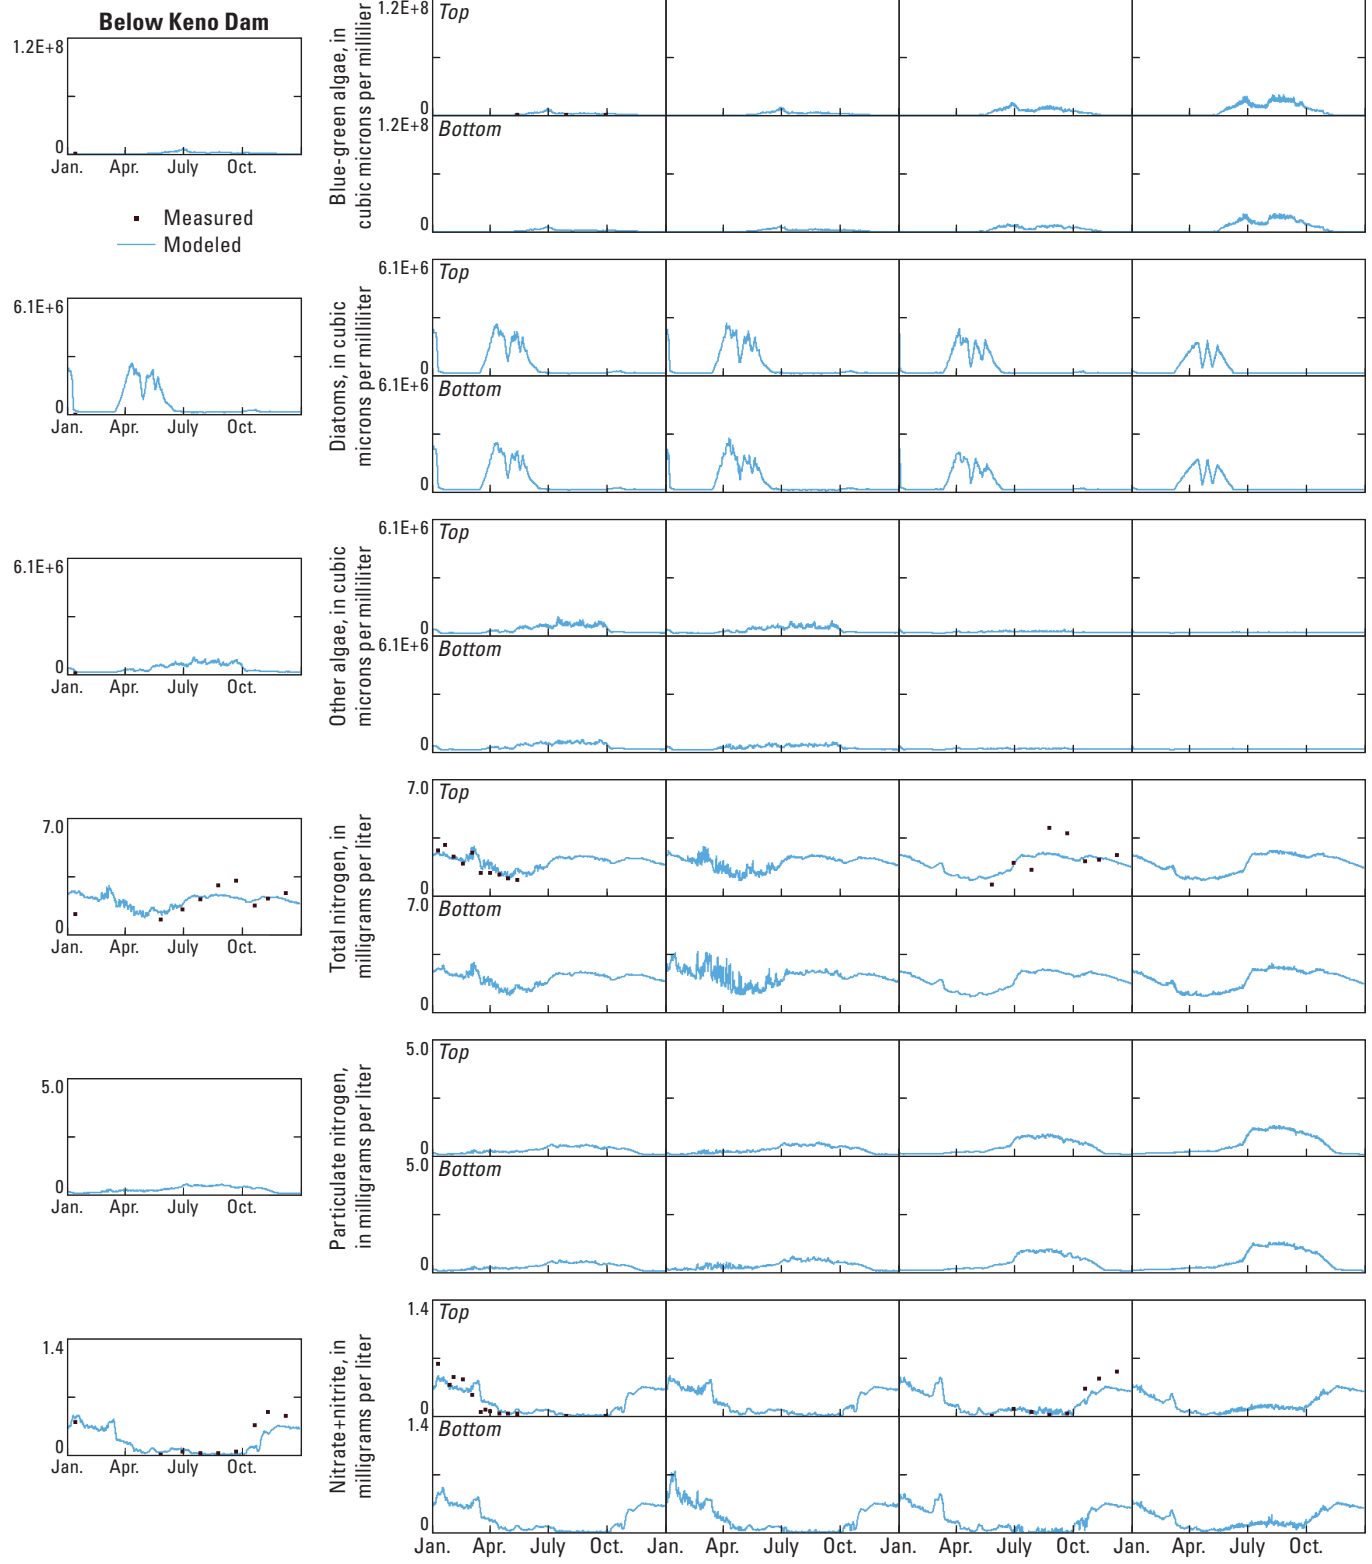 Below Keno Dam
1.2E+8
0
Jan. Apr. July Oct.
Measured
Modeled
6.1E+6
0
Jan. Apr. July Oct.
6.1E+6
0
Jan. Apr. July Oct.
7.0
0
Jan. Apr. July Oct.
5.0
0
Jan. Apr. July Oct.
1.4
0
Jan. Apr. July Oct.
Blue-green algae, in
cubic microns per milliliter
1.2E+8
Top
0
1.2E+8
Bottom
0
Diatoms, in cubic
microns per milliliter
6.1E+6
Top
0
6.1E+6
Bottom
0
Other algae, in cubic
microns per milliliter
6.1E+6
Top
0
6.1E+6
Bottom
0
Total nitrogen, in
milligrams per liter
7.0
Top
0
7.0
Bottom
0
Particulate nitrogen,
in milligrams per liter
5.0
Top
0
5.0
Bottom
0
Nitrate+nitrite, in
milligrams per liter
1.4
Top
0
1.4
Bottom
0
Jan. Apr. July Oct. Jan. Apr. July Oct. Jan. Apr. July Oct. Jan. Apr. July Oct.